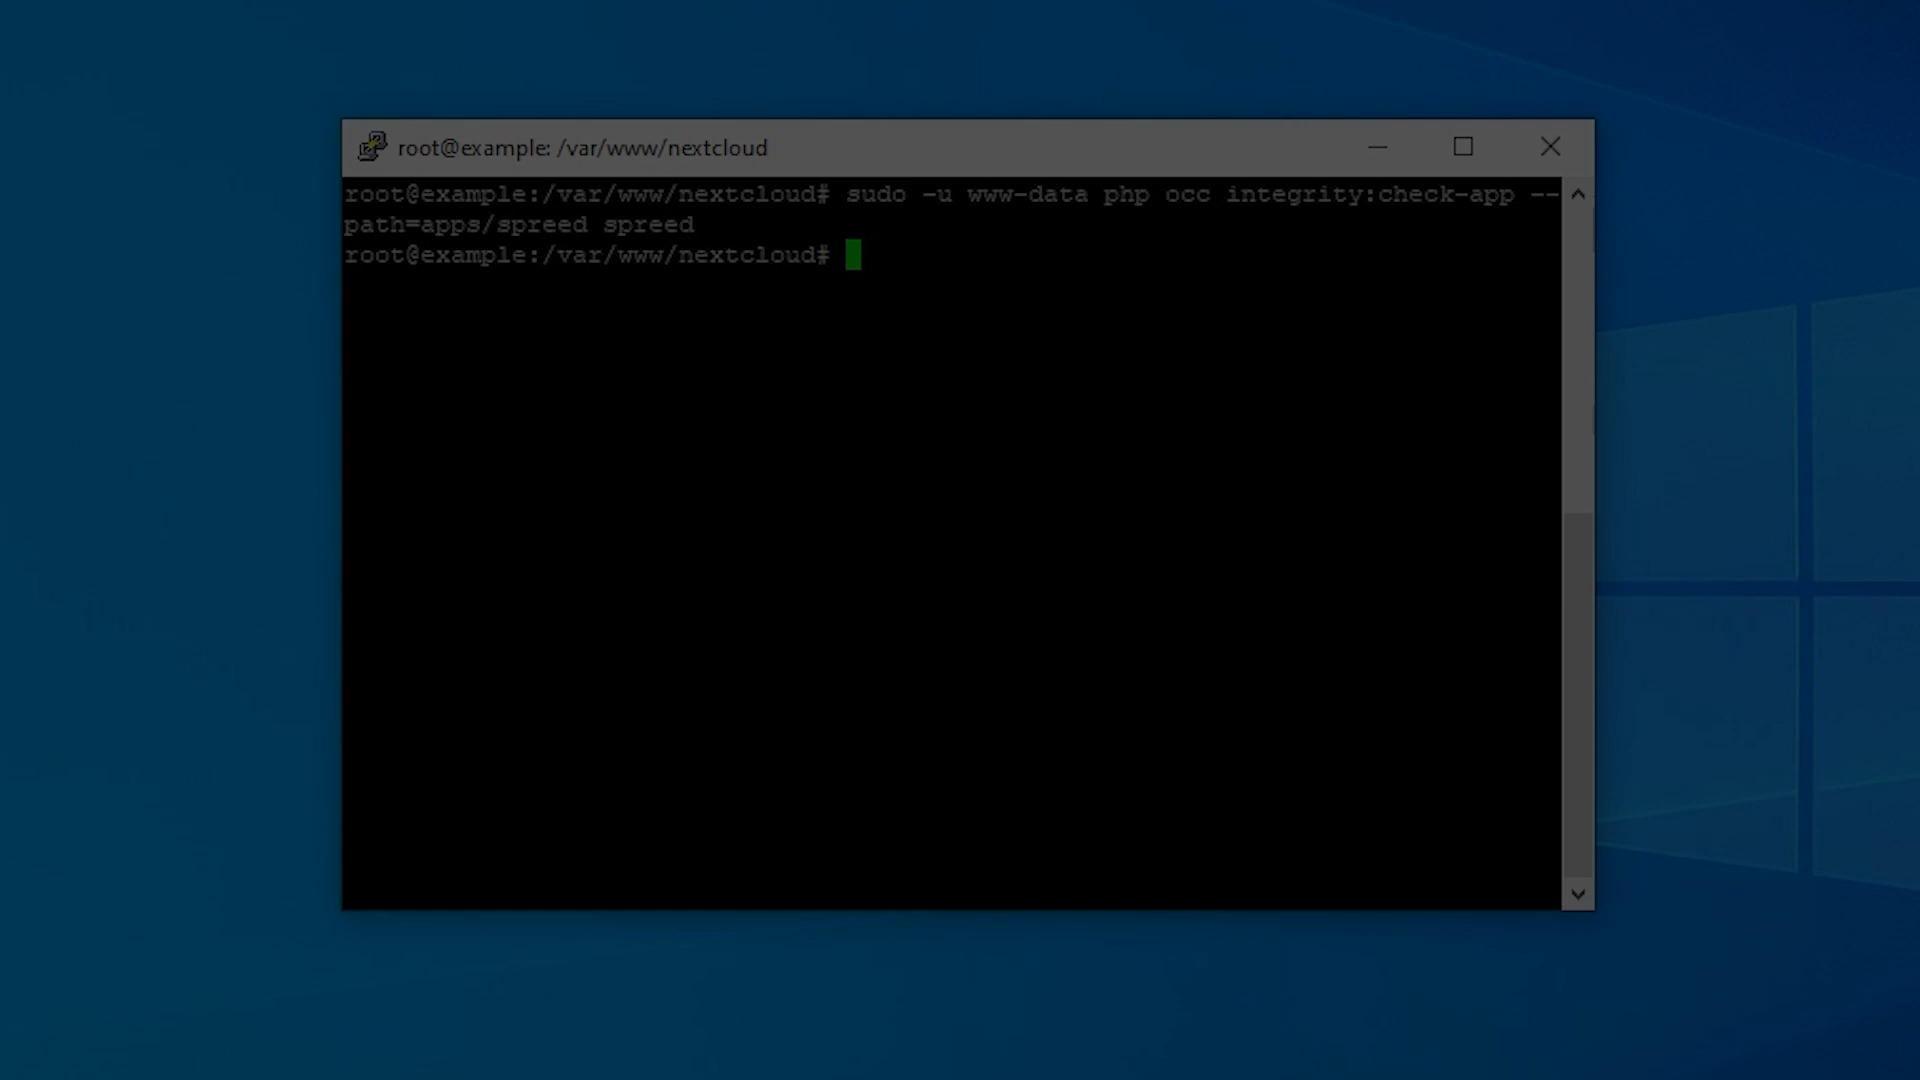 root@example: /var/www/nextcloud
root@example:/var/www/nextcloud# sudo -u www-data php occ integrity:check-app --
path=apps/spreed spreed
root@example:/var/www/nextcloud#